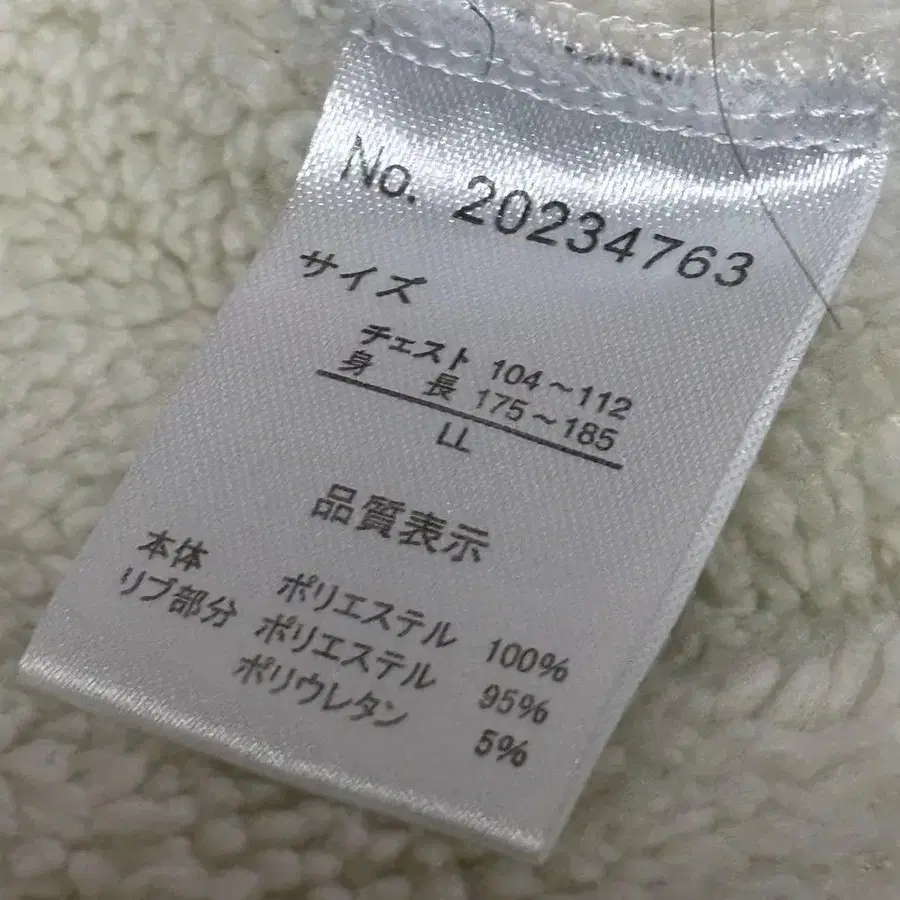 No. 20234763
サイズ
チェスト 104～112
身 長 175～185
LL
品質表示
本体 ポリエステル 100%
リブ部分 ポリエステル 95%
ポリウレタン 5%